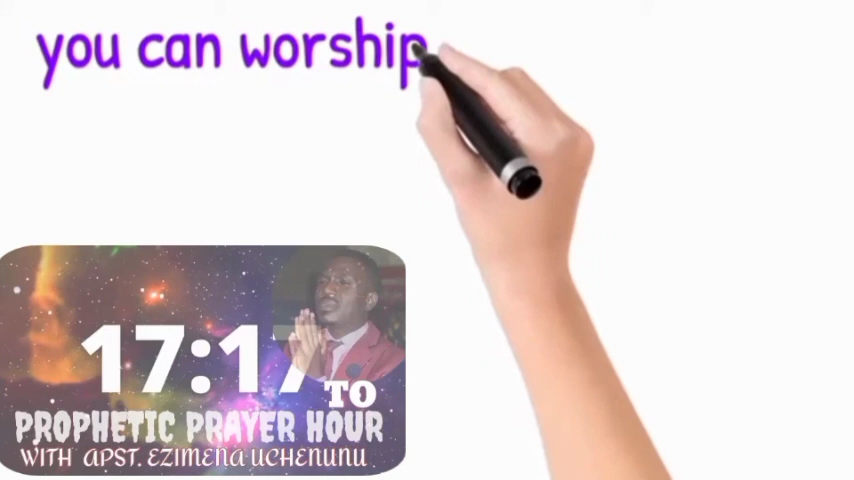 you can worship
17:17
TO
PROPHETIC PRAYER HOUR
WITH APST. EZIMENA UCHENUNU